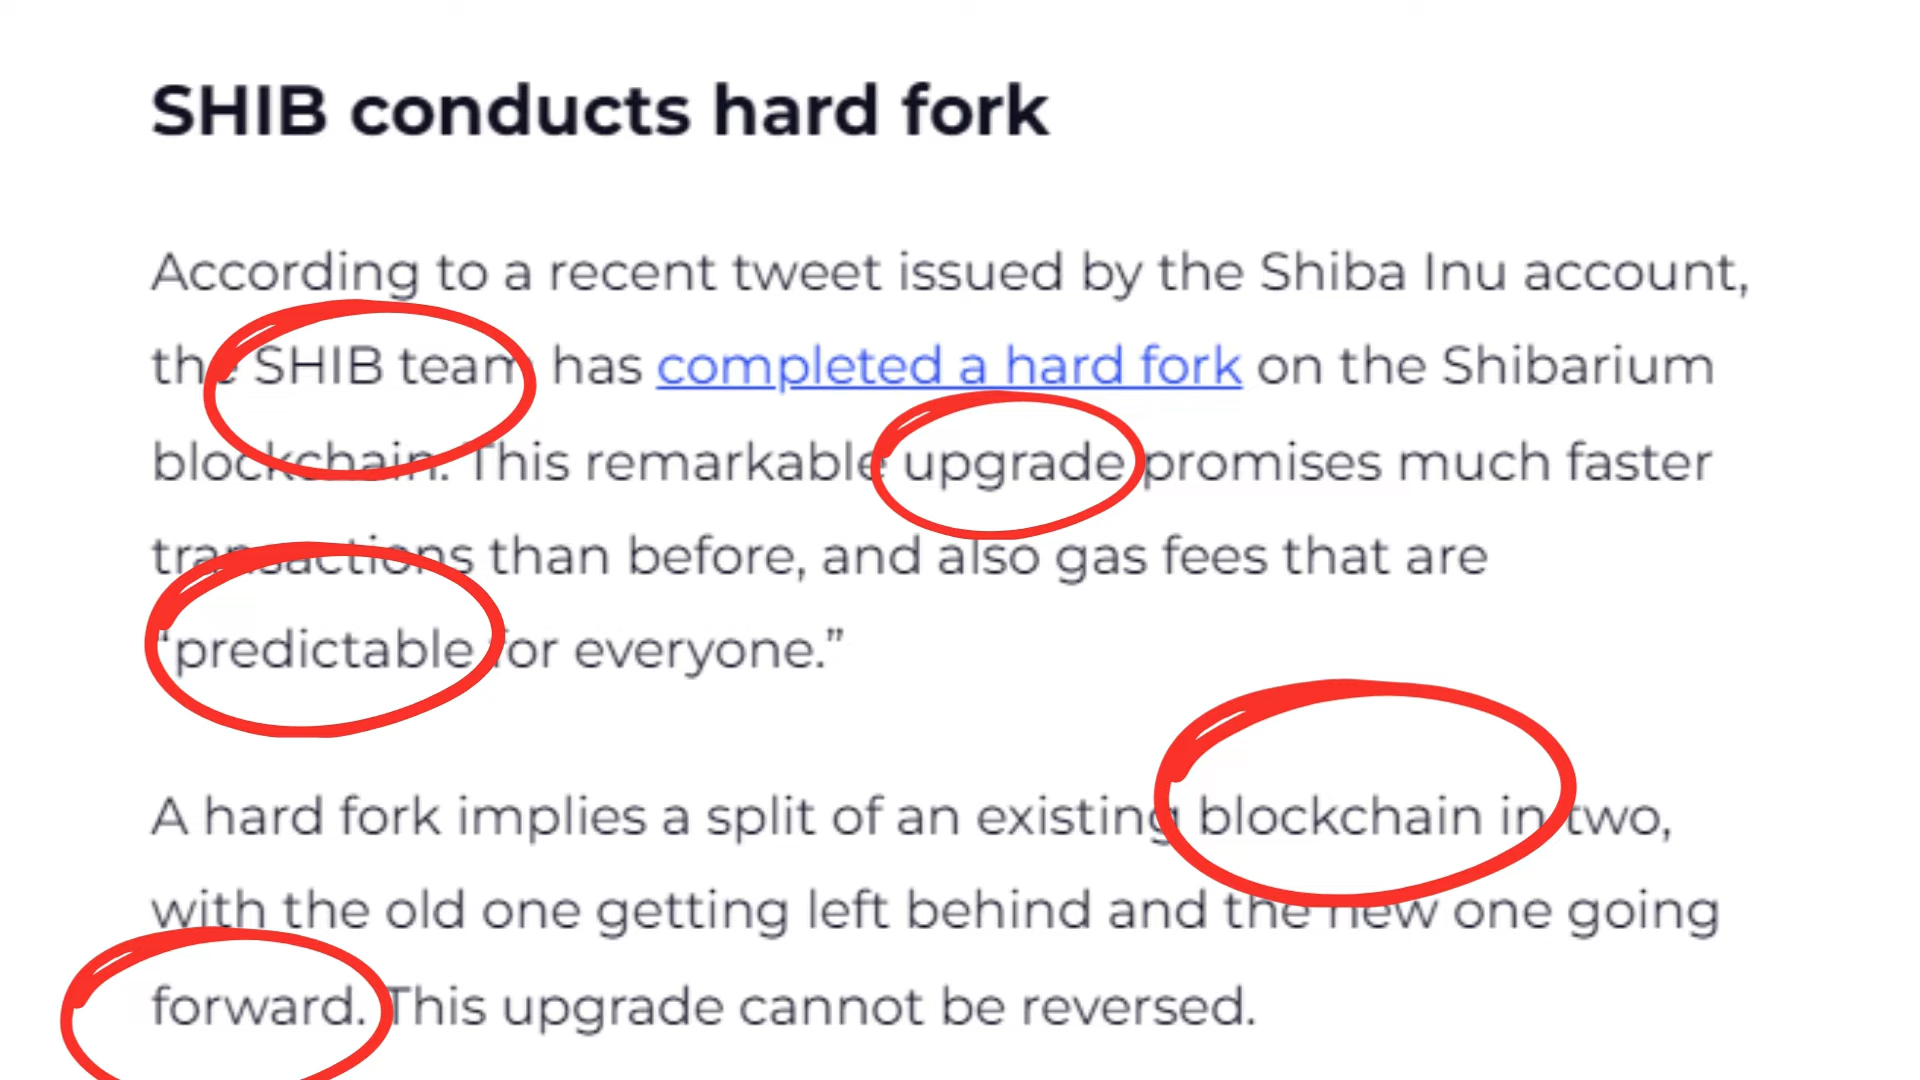 SHIB conducts hard fork
According to a recent tweet issued by the Shiba Inu account,
the SHIB team has completed a hard fork on the Shibarium
blockchain. This remarkable upgrade promises much faster
transactions than before, and also gas fees that are
“predictable for everyone.”
A hard fork implies a split of an existing blockchain in two,
with the old one getting left behind and the new one going
forward. This upgrade cannot be reversed.